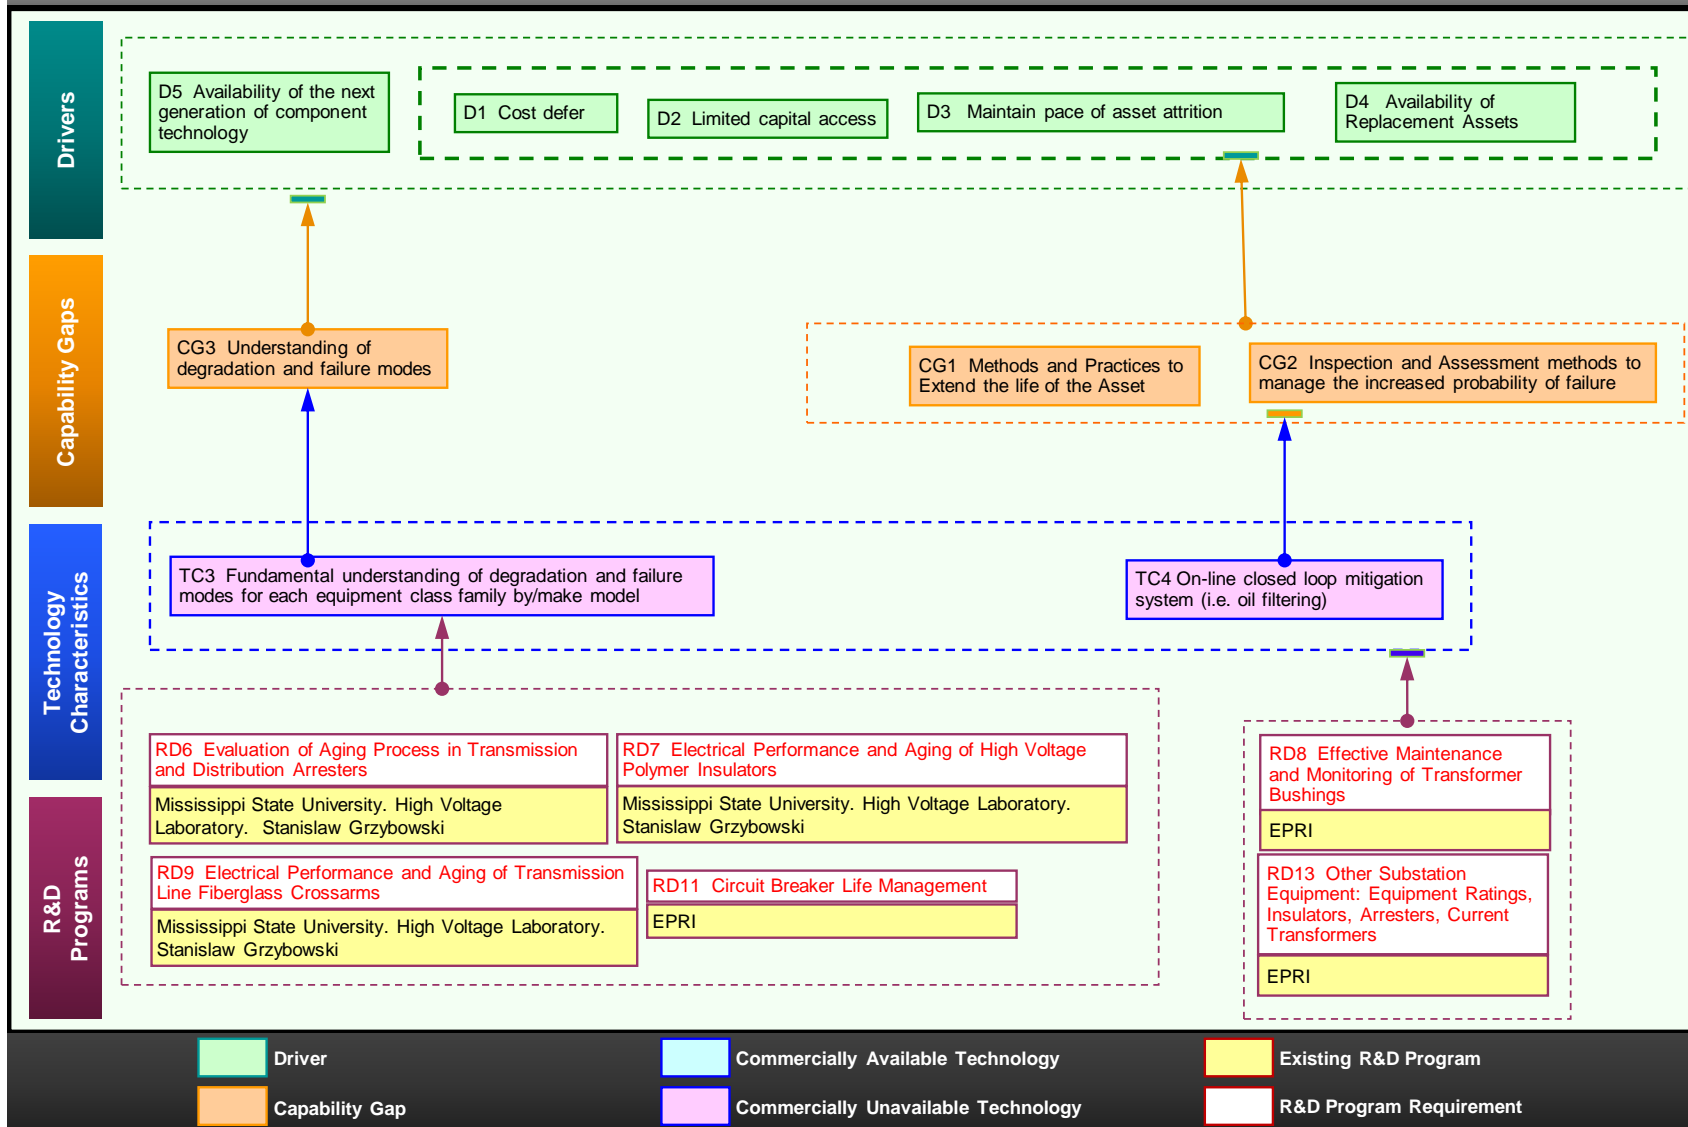 Drivers
D5 Availability of the next
generation of component
technology
D1 Cost defer
D2 Limited capital access
D3 Maintain pace of asset attrition
D4 Availability of
Replacement Assets
Capability Gaps
CG3 Understanding of
degradation and failure modes
CG1 Methods and Practices to
Extend the life of the Asset
CG2 Inspection and Assessment methods to
manage the increased probability of failure
Technology
Characteristics
TC3 Fundamental understanding of degradation and failure
modes for each equipment class family by/make model
TC4 On-line closed loop mitigation
system (i.e. oil filtering)
R&D
Programs
RD6 Evaluation of Aging Process in Transmission
and Distribution Arresters
Mississippi State University. High Voltage
Laboratory. Stanislaw Grzybowski
RD7 Electrical Performance and Aging of High Voltage
Polymer Insulators
Mississippi State University. High Voltage Laboratory.
Stanislaw Grzybowski
RD9 Electrical Performance and Aging of Transmission
Line Fiberglass Crossarms
Mississippi State University. High Voltage Laboratory.
Stanislaw Grzybowski
RD11 Circuit Breaker Life Management
EPRI
RD8 Effective Maintenance
and Monitoring of Transformer
Bushings
EPRI
RD13 Other Substation
Equipment: Equipment Ratings,
Insulators, Arresters, Current
Transformers
EPRI
Driver
Commercially Available Technology
Existing R&D Program
Capability Gap
Commercially Unavailable Technology
R&D Program Requirement